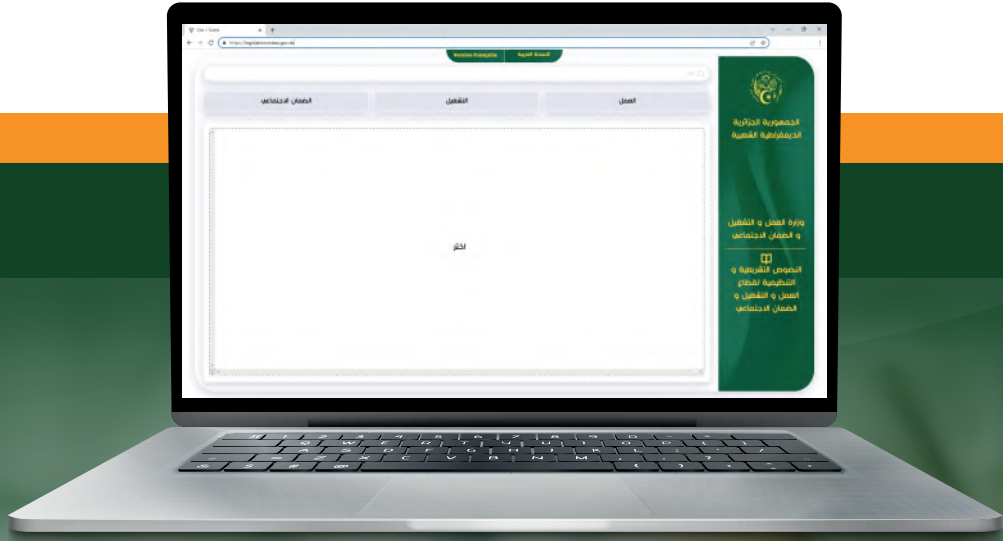 Version Française
النسخة العربية
العمل
التشغيل
الضمان الاجتماعي
اختر
الجمهورية الجزائرية
الديمقراطية الشعبية
وزارة العمل و التشغيل
و الضمان الاجتماعي
النصوص التشريعية و
التنظيمية لقطاع
العمل و التشغيل و
الضمان الاجتماعي